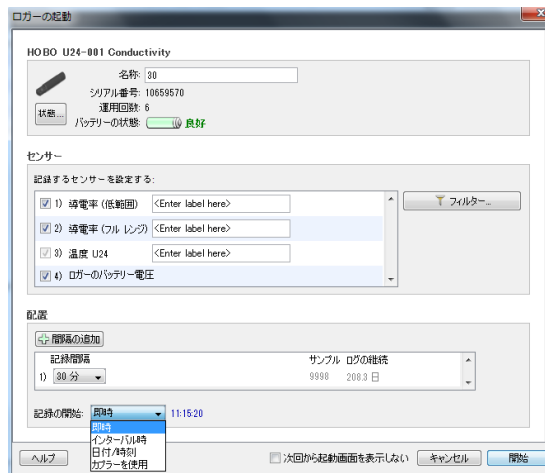 ロガーの起動
HOBO U24-001 Conductivity
名称: 30
シリアル番号: 10659570
運用回数: 6
状態...
バッテリーの状態: 良好
センサー
記録するセンサーを設定する:
1) 導電率 (低範囲) <Enter label here>
フィルター...
2) 導電率 (フル レンジ) <Enter label here>
3) 温度 U24 <Enter label here>
4) ロガーのバッテリー電圧
配置
間隔の追加
記録間隔 サンプル ログの継続
1) 30 分 9998 208.3 日
記録の開始: 即時 11:15:20
即時
インターバル時
日付/時刻
カプラーを使用
ヘルプ 次回から起動画面を表示しない キャンセル 開始